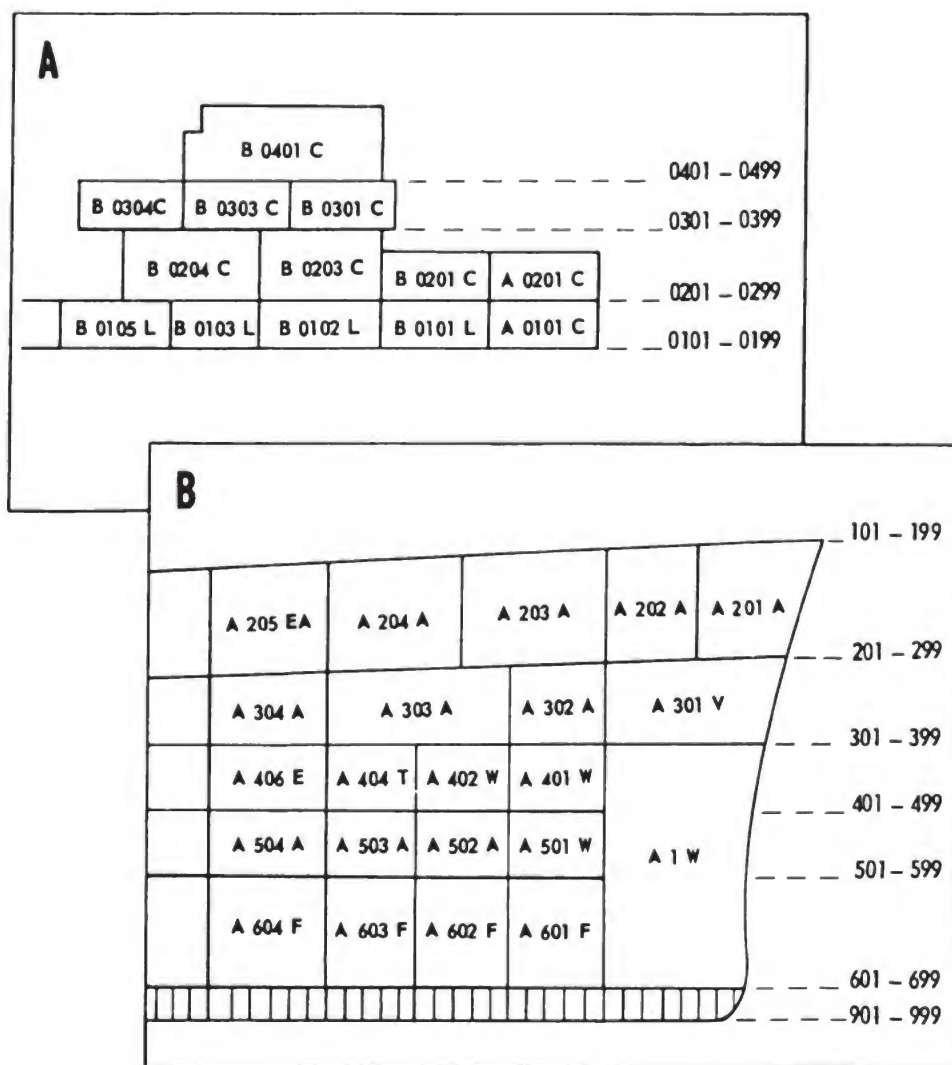 A
B 0401 C
0401 – 0499
B 0304C B 0303 C B 0301 C
0301 – 0399
B 0204 C B 0203 C B 0201 C A 0201 C
0201 – 0299
B 0105 L B 0103 L B 0102 L B 0101 L A 0101 C
0101 – 0199
B
101 – 199
A 205 EA A 204 A A 203 A A 202 A A 201 A
201 – 299
A 304 A A 303 A A 302 A A 301 V
301 – 399
A 406 E A 404 T A 402 W A 401 W
401 – 499
A 504 A A 503 A A 502 A A 501 W A 1 W
501 – 599
A 604 F A 603 F A 602 F A 601 F
601 – 699
901 – 999